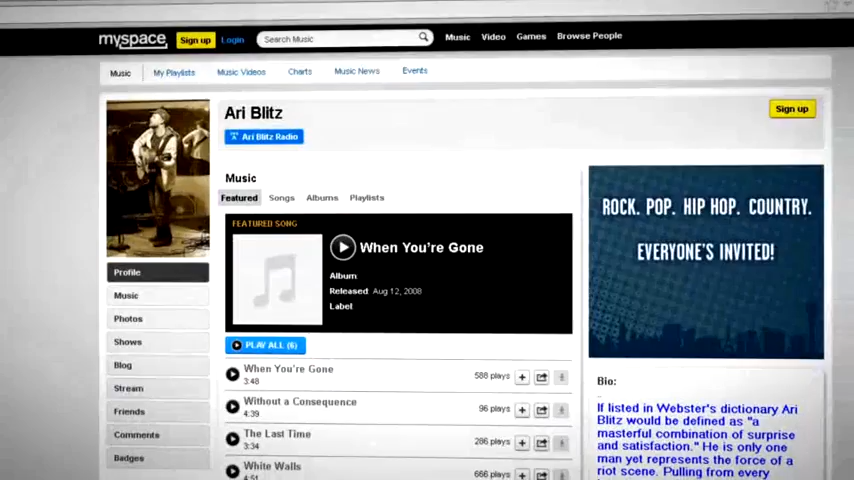 myspace
Sign up
Login
Search Music
Music
Video
Games
Browse People
Music
My Playlists
Music Videos
Charts
Music News
Events
Ari Blitz
Sign up
Ari Blitz Radio
Music
Featured
Songs
Albums
Playlists
FEATURED SONG
When You're Gone
Album
Released Aug 12, 2008
Label
PLAY ALL (6)
When You're Gone
3:48
588 plays
Without a Consequence
4:39
96 plays
The Last Time
3:34
286 plays
White Walls
4:51
666 plays
Profile
Music
Photos
Shows
Blog
Stream
Friends
Comments
Badges
ROCK. POP. HIP HOP. COUNTRY.
EVERYONE'S INVITED!
Bio:
If listed in Webster's dictionary Ari
Blitz would be defined as "a
masterful combination of surprise
and satisfaction." He is only one
man yet represents the force of a
riot scene. Pulling from every